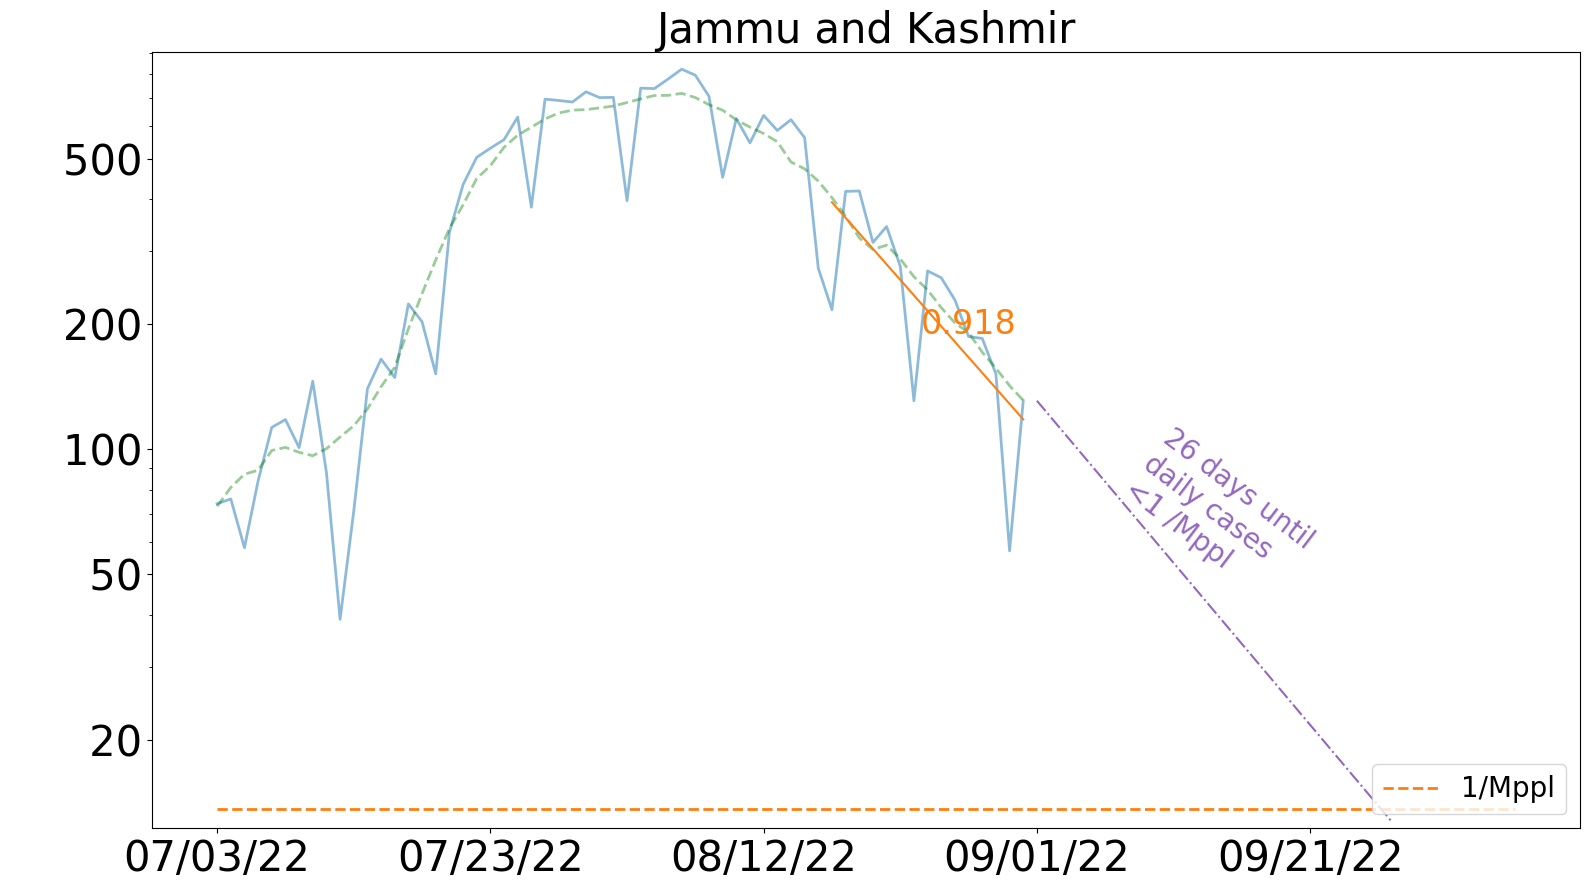 Jammu and Kashmir
500
200
100
50
20
0.918
26 days until
daily cases
<1 /Mppl
1/Mppl
07/03/22
07/23/22
08/12/22
09/01/22
09/21/22